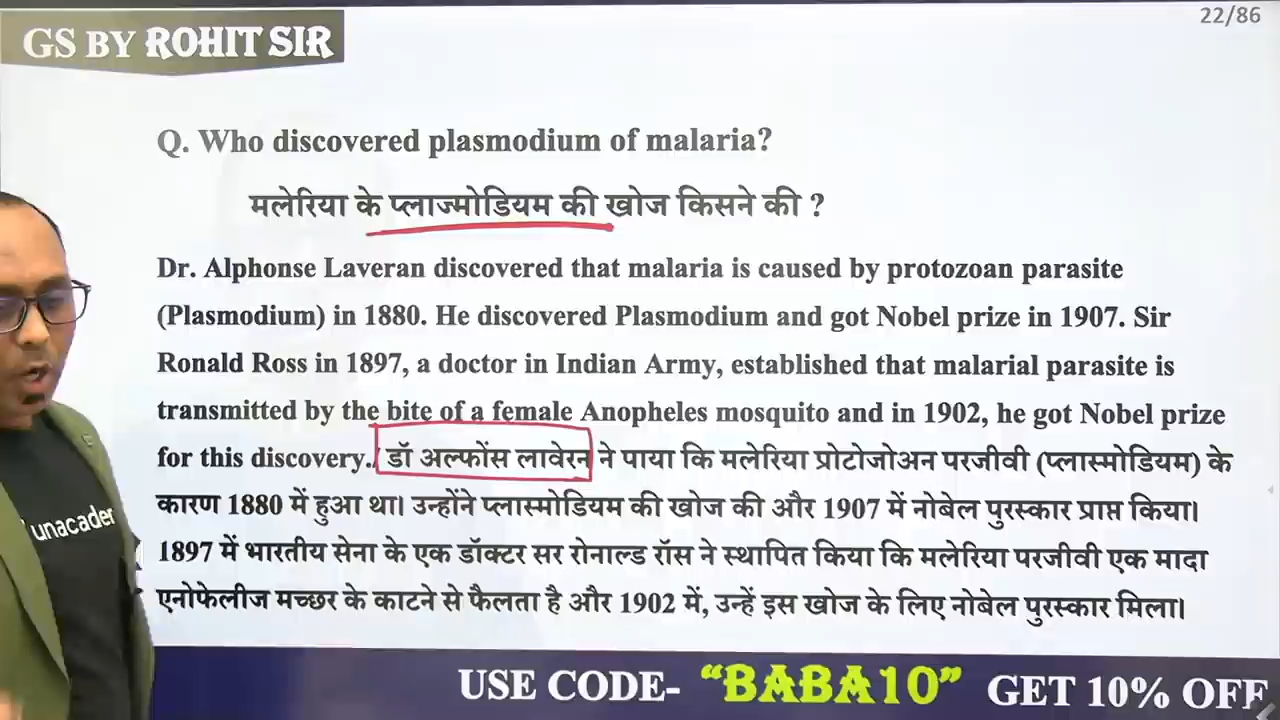 22/86
GS BY ROHIT SIR
Q. Who discovered plasmodium of malaria?
मलेरिया के प्लाज्मोडियम की खोज किसने की ?
Dr. Alphonse Laveran discovered that malaria is caused by protozoan parasite
(Plasmodium) in 1880. He discovered Plasmodium and got Nobel prize in 1907. Sir
Ronald Ross in 1897, a doctor in Indian Army, established that malarial parasite is
transmitted by the bite of a female Anopheles mosquito and in 1902, he got Nobel prize
for this discovery./ डॉ अल्फोंस लावेरन ने पाया कि मलेरिया प्रोटोजोअन परजीवी (प्लास्मोडियम) के
कारण 1880 में हुआ था। उन्होंने प्लास्मोडियम की खोज की और 1907 में नोबेल पुरस्कार प्राप्त किया।
1897 में भारतीय सेना के एक डॉक्टर सर रोनाल्ड रॉस ने स्थापित किया कि मलेरिया परजीवी एक मादा
एनोफेलीज मच्छर के काटने से फैलता है और 1902 में, उन्हें इस खोज के लिए नोबेल पुरस्कार मिला।
unacader
USE CODE- “BABA10” GET 10% OFF